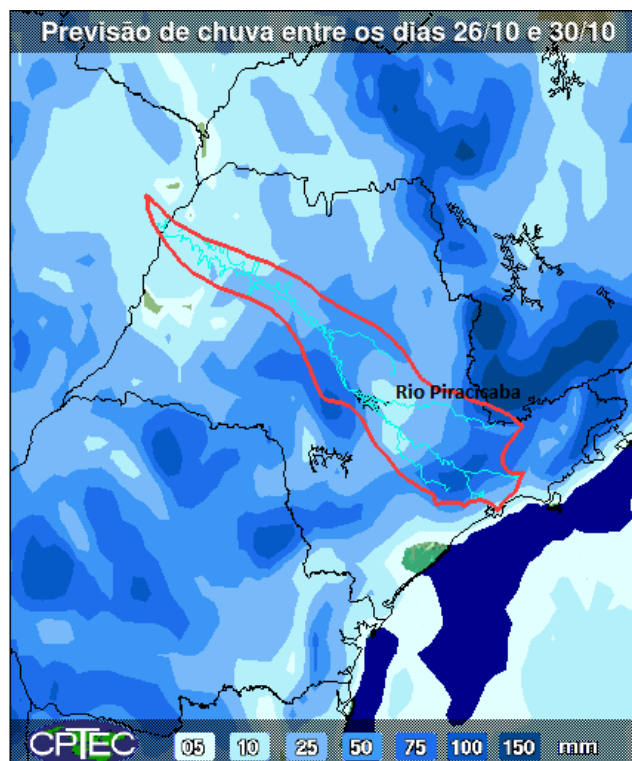 Previsão de chuva entre os dias 26/10 e 30/10
Rio Piracicaba
CPTEC 05 10 25 50 75 100 150 mm